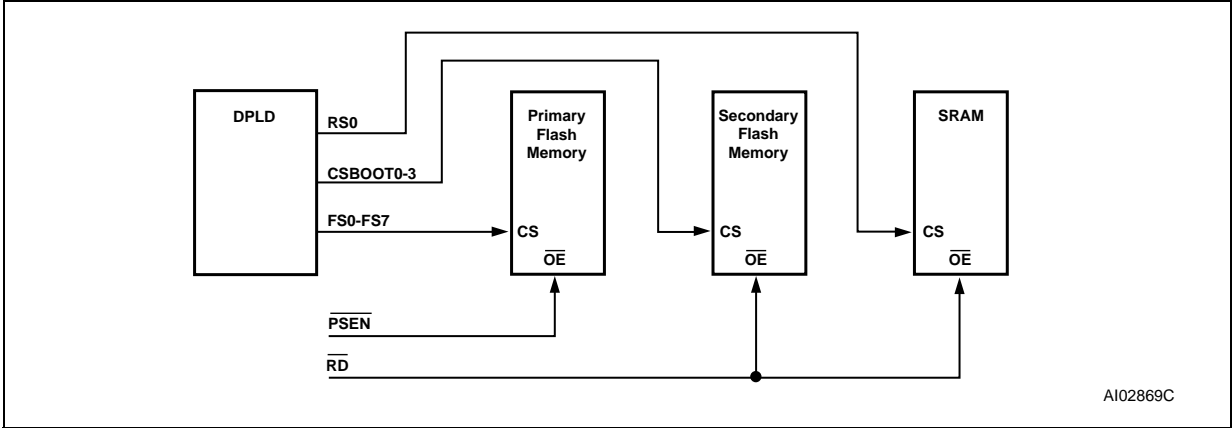 DPLD
RS0
CSBOOT0-3
FS0-FS7
Primary
Flash
Memory
CS
OE
Secondary
Flash
Memory
CS
OE
SRAM
CS
OE
PSEN
RD
AI02869C